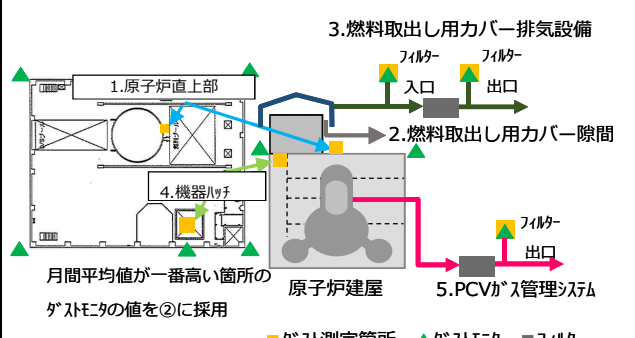 3.燃料取出し用カバー排気設備
フィルター
フィルター
入口
出口
1.原子炉直上部
2.燃料取出し用カバー隙間
4.機器ハッチ
フィルター
出口
月間平均値が一番高い箇所の
ダストモニタの値を②に採用
原子炉建屋
5.PCVガス管理システム